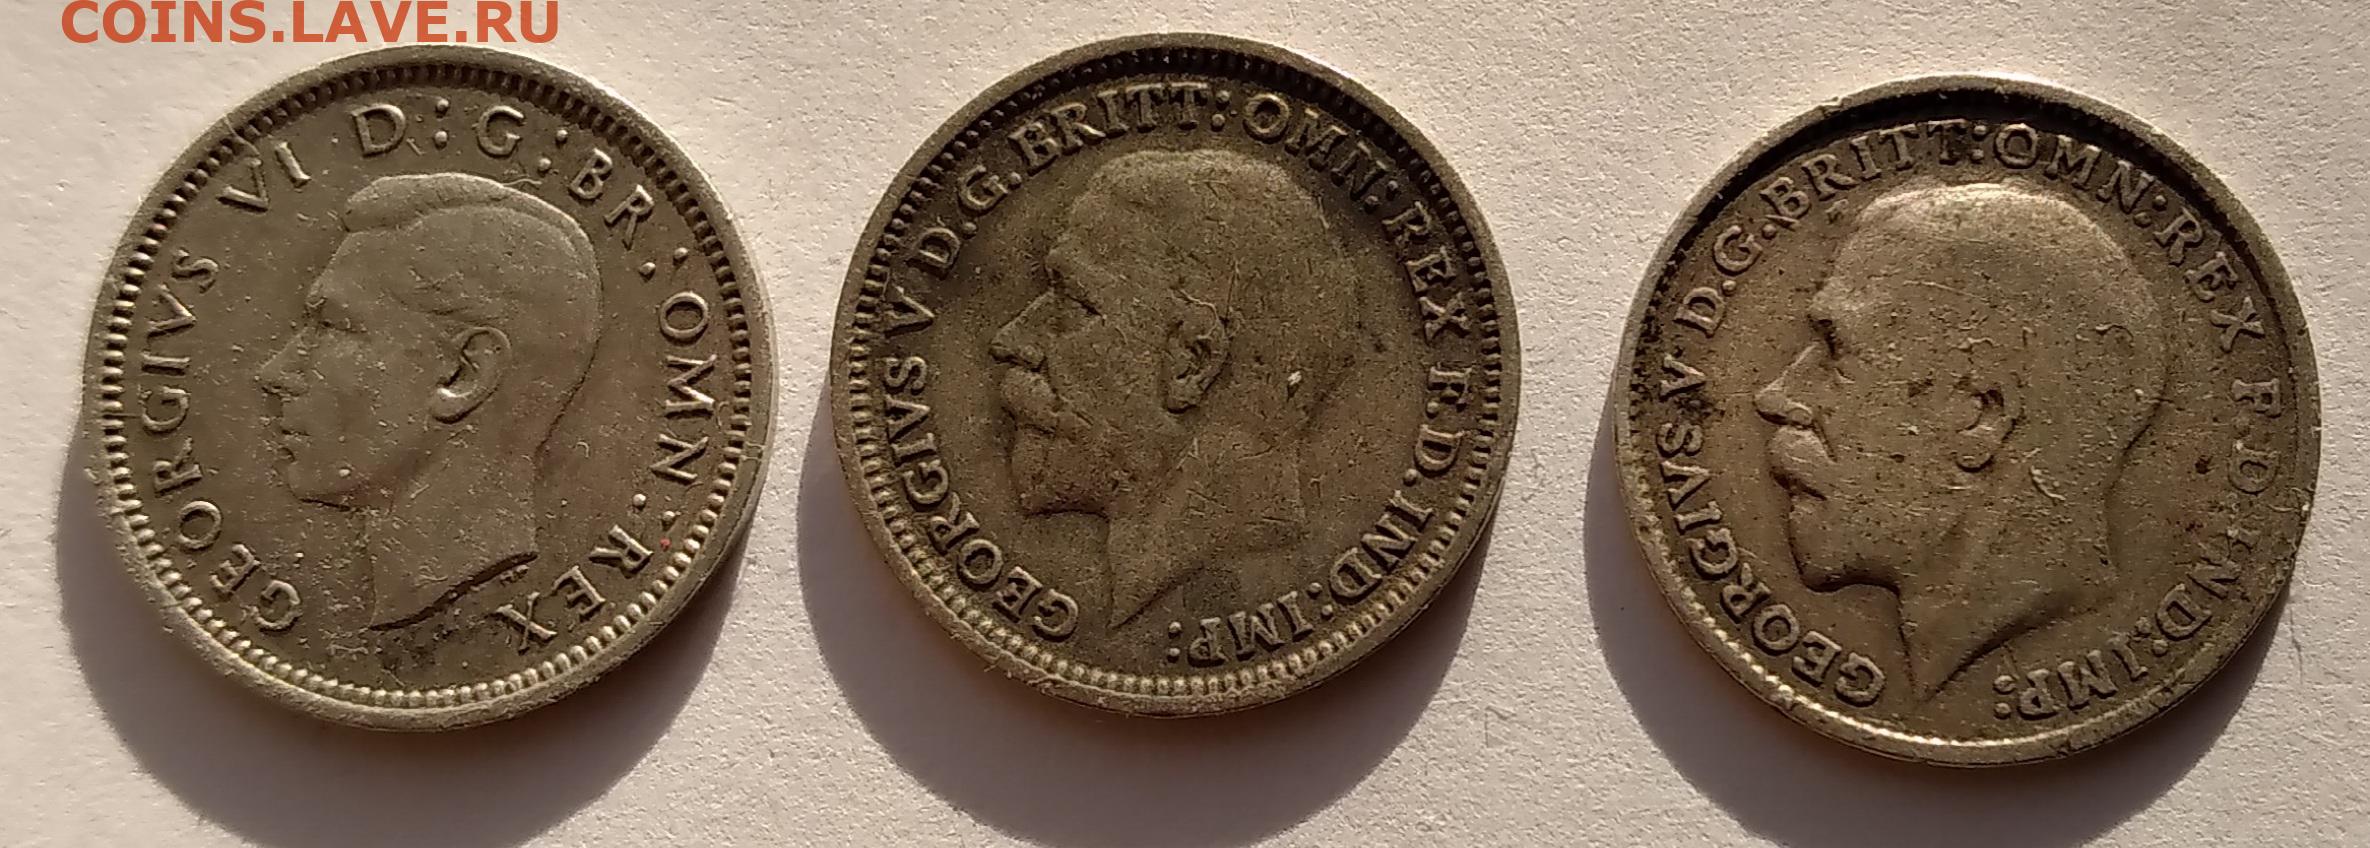 COINS.LAVE.RU
GEORGIVS VI D:G:BR:OMN:REX
GEORGIVS V D.G.BRITT:OMN:REX F.D.IND:IMP:
GEORGIVS V D.G.BRITT:OMN:REX F.D.IND:IMP: